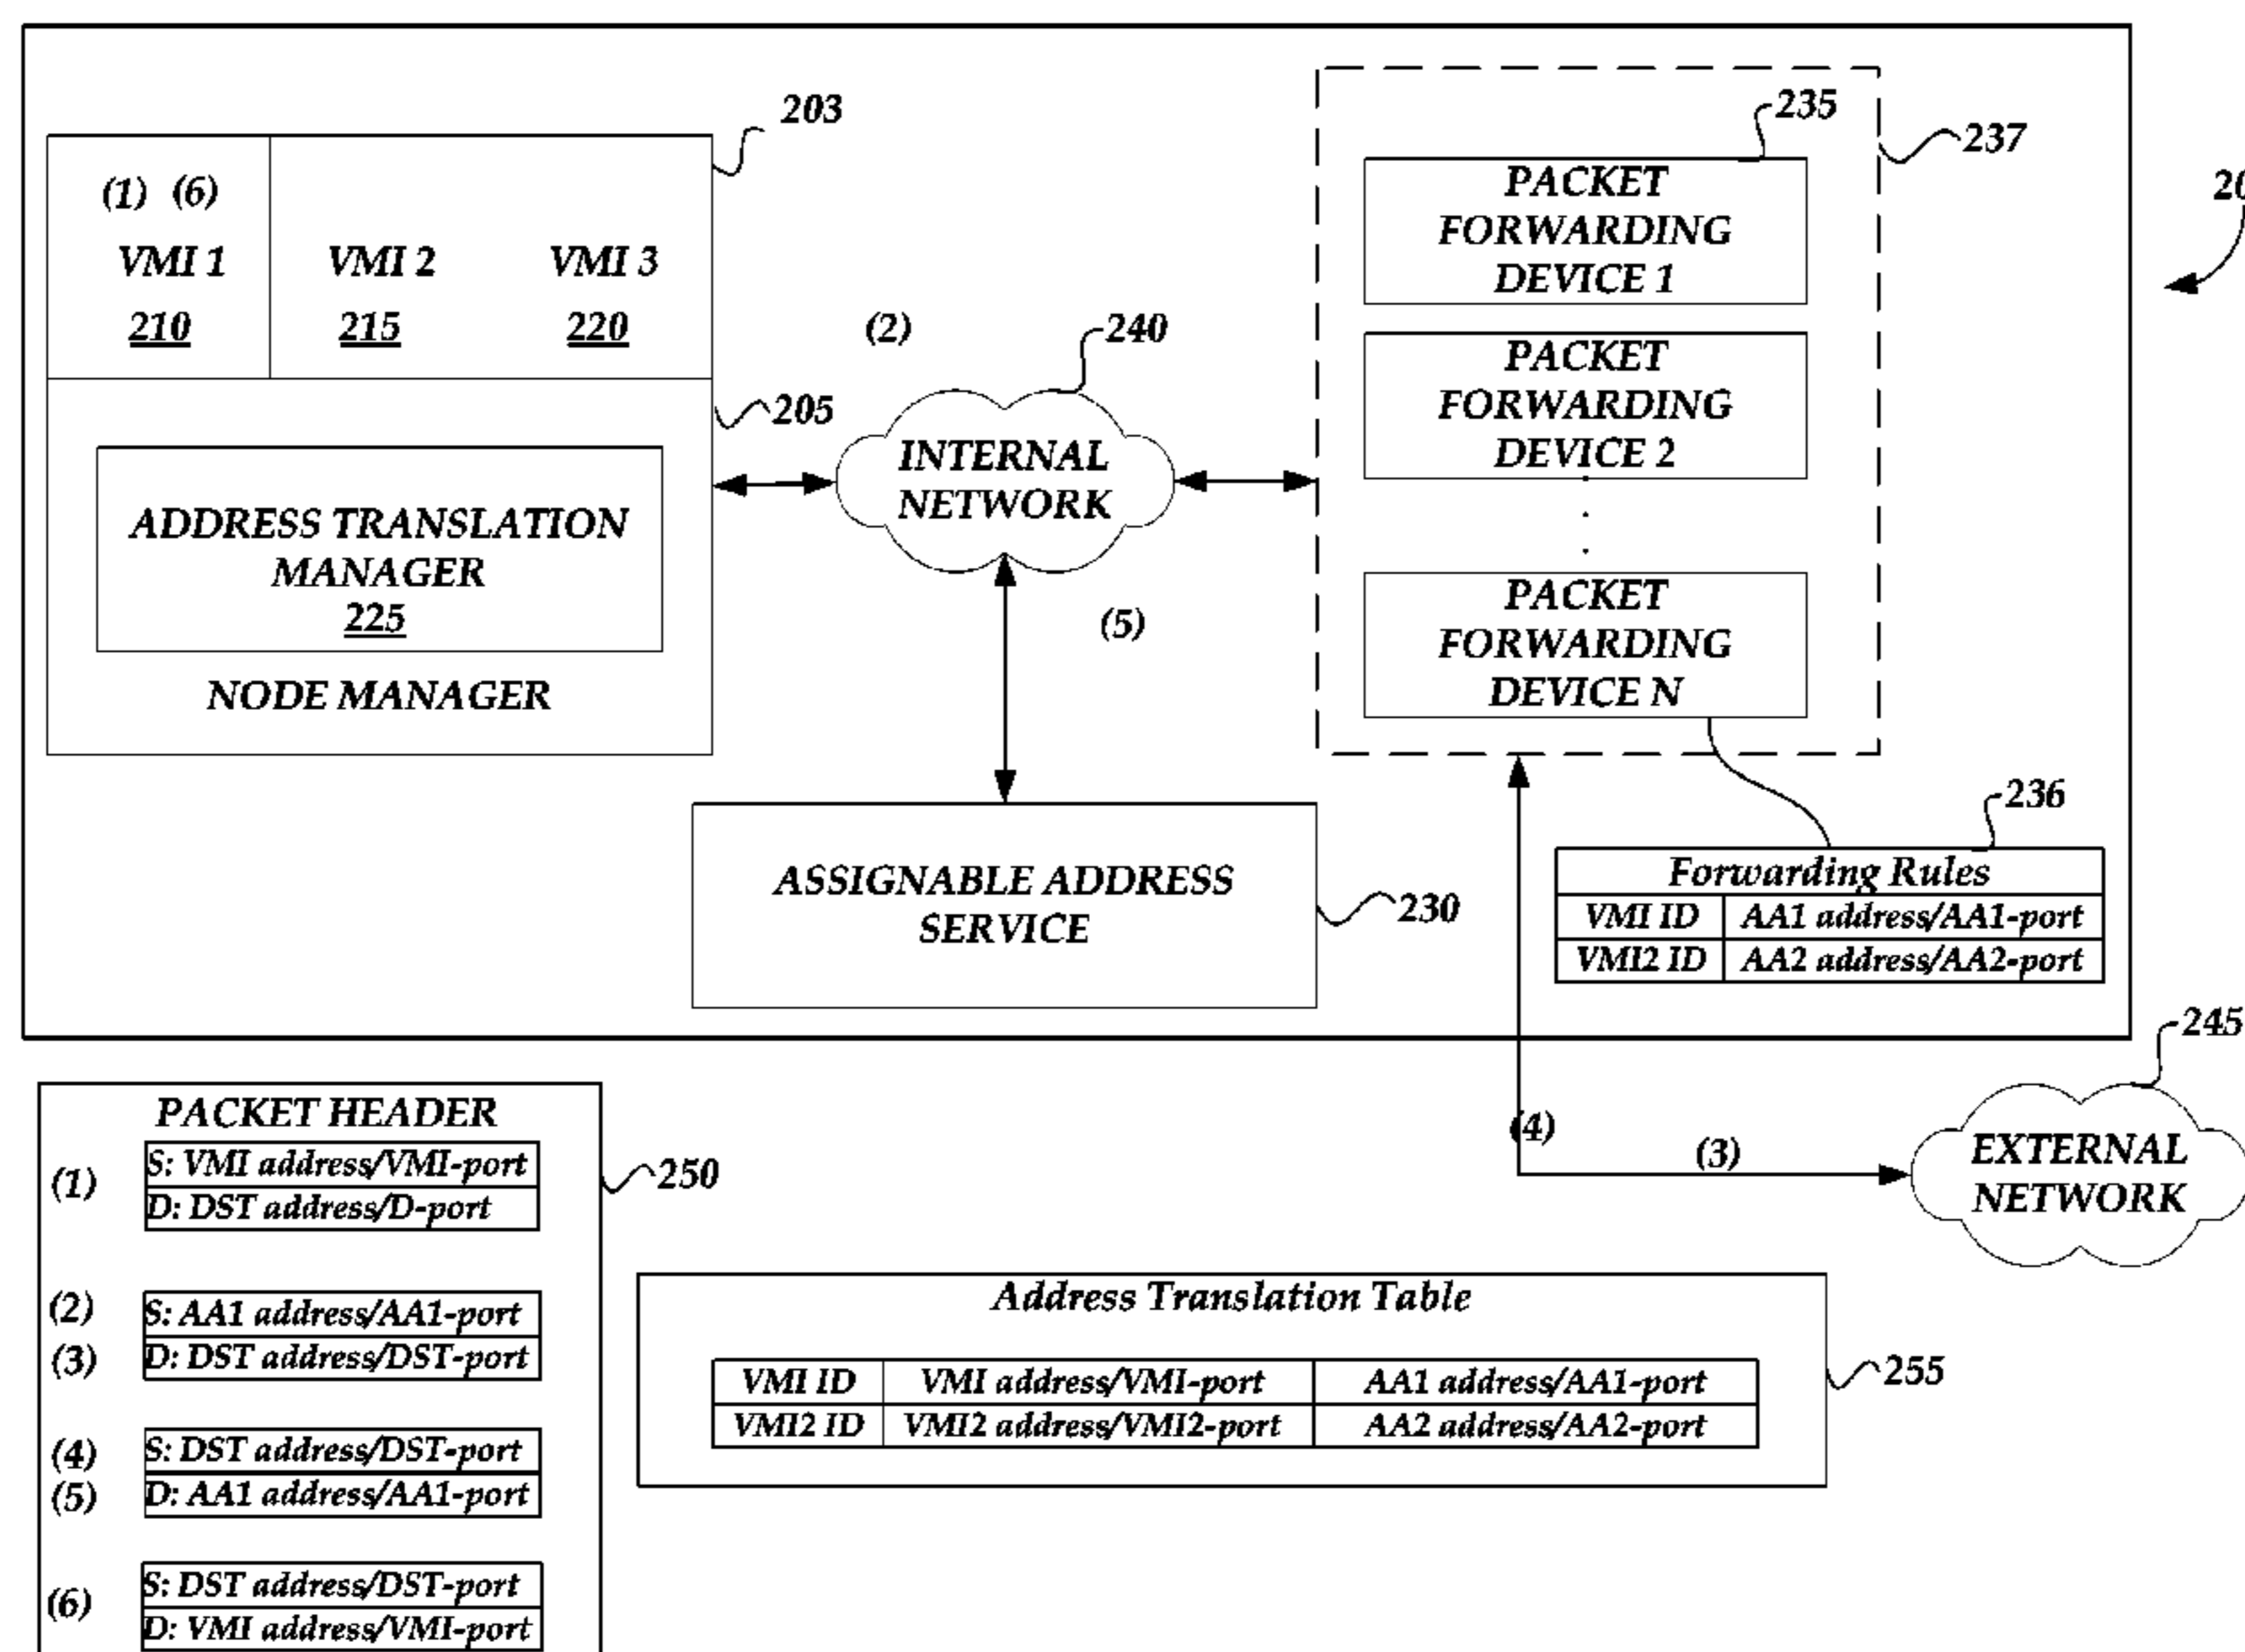 203
235
237
20
(1) (6)
VMI 1
210
VMI 2
215
VMI 3
220
205
ADDRESS TRANSLATION
MANAGER
225
NODE MANAGER
(2)
240
INTERNAL
NETWORK
(5)
PACKET
FORWARDING
DEVICE 1
PACKET
FORWARDING
DEVICE 2
PACKET
FORWARDING
DEVICE N
ASSIGNABLE ADDRESS
SERVICE
230
236
Forwarding Rules
VMI ID AA1 address/AA1-port
VMI2 ID AA2 address/AA2-port
245
(4)
(3)
EXTERNAL
NETWORK
PACKET HEADER
250
(1)
S: VMI address/VMI-port
D: DST address/D-port
(2) S: AA1 address/AA1-port
(3) D: DST address/DST-port
(4) S: DST address/DST-port
(5) D: AA1 address/AA1-port
(6)
S: DST address/DST-port
D: VMI address/VMI-port
Address Translation Table
255
VMI ID VMI address/VMI-port AA1 address/AA1-port
VMI2 ID VMI2 address/VMI2-port AA2 address/AA2-port